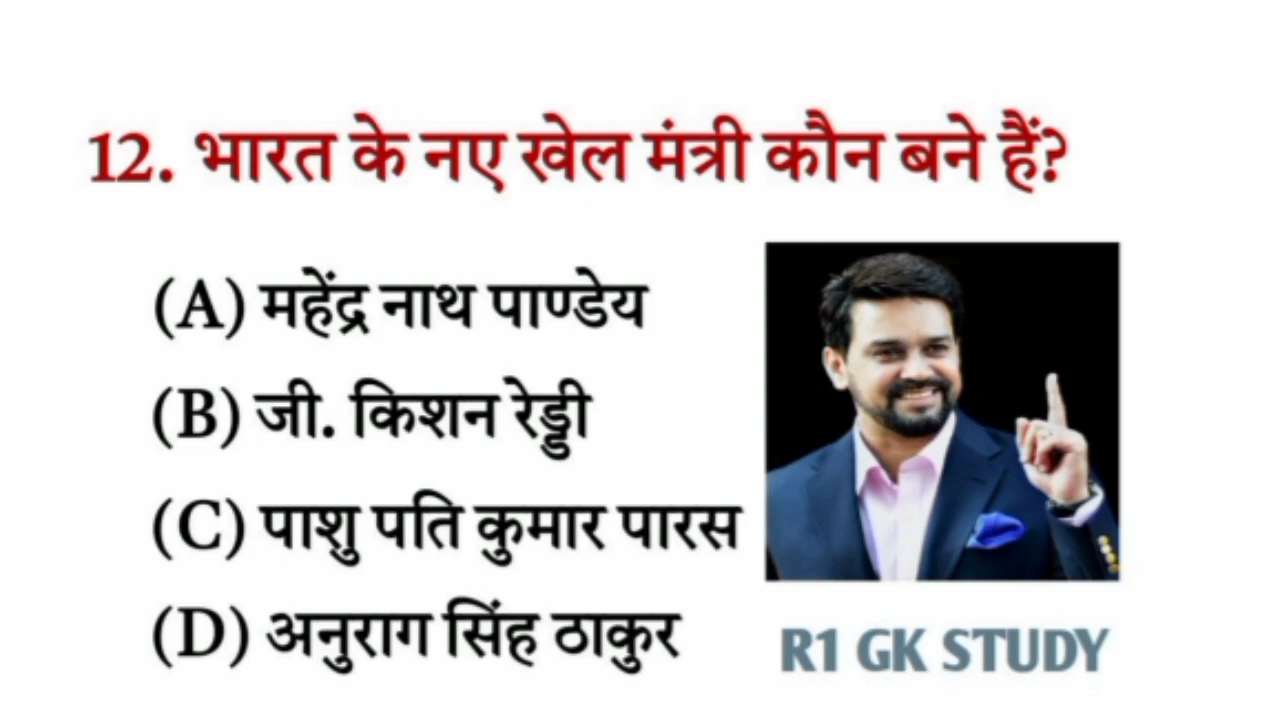 12. भारत के नए खेल मंत्री कौन बने हैं?
(A) महेंद्र नाथ पाण्डेय
(B) जी. किशन रेड्डी
(C) पाशु पति कुमार पारस
(D) अनुराग सिंह ठाकुर
R1 GK STUDY